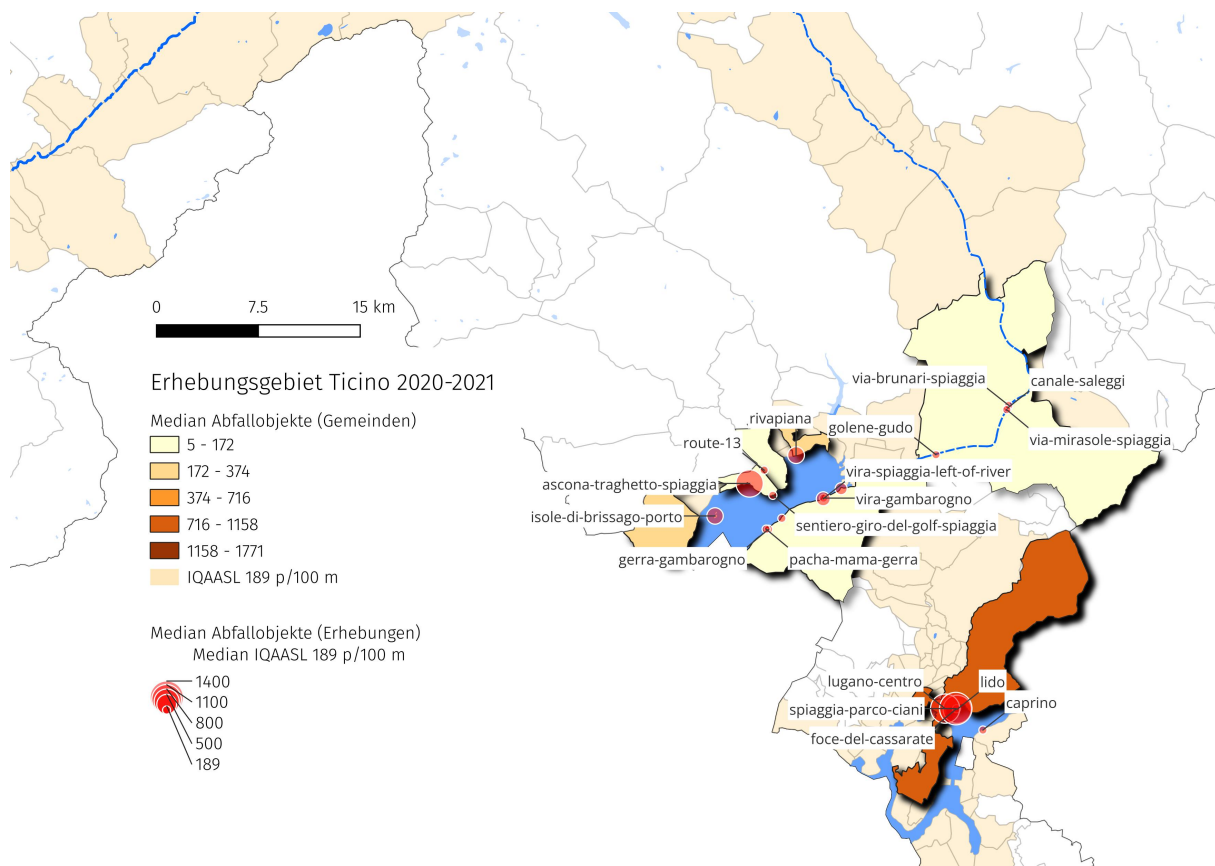 0 7.5 15 km
Erhebungsgebiet Ticino 2020-2021
Median Abfallobjekte (Gemeinden)
5 - 172
172 - 374
374 - 716
716 - 1158
1158 - 1771
IQAASL 189 p/100 m
Median Abfallobjekte (Erhebungen)
Median IQAASL 189 p/100 m
1400
1100
800
500
189
via-brunari-spiaggia
canale-saleggi
rivapiana
golene-gudo
via-mirasole-spiaggia
route-13
vira-spiaggia-left-of-river
ascona-traghetto-spiaggia
vira-gambarogno
isole-di-brissago-porto
sentiero-giro-del-golf-spiaggia
gerra-gambarogno
pacha-mama-gerra
lugano-centro
lido
spiaggia-parco-ciani
caprino
foce-del-cassarate